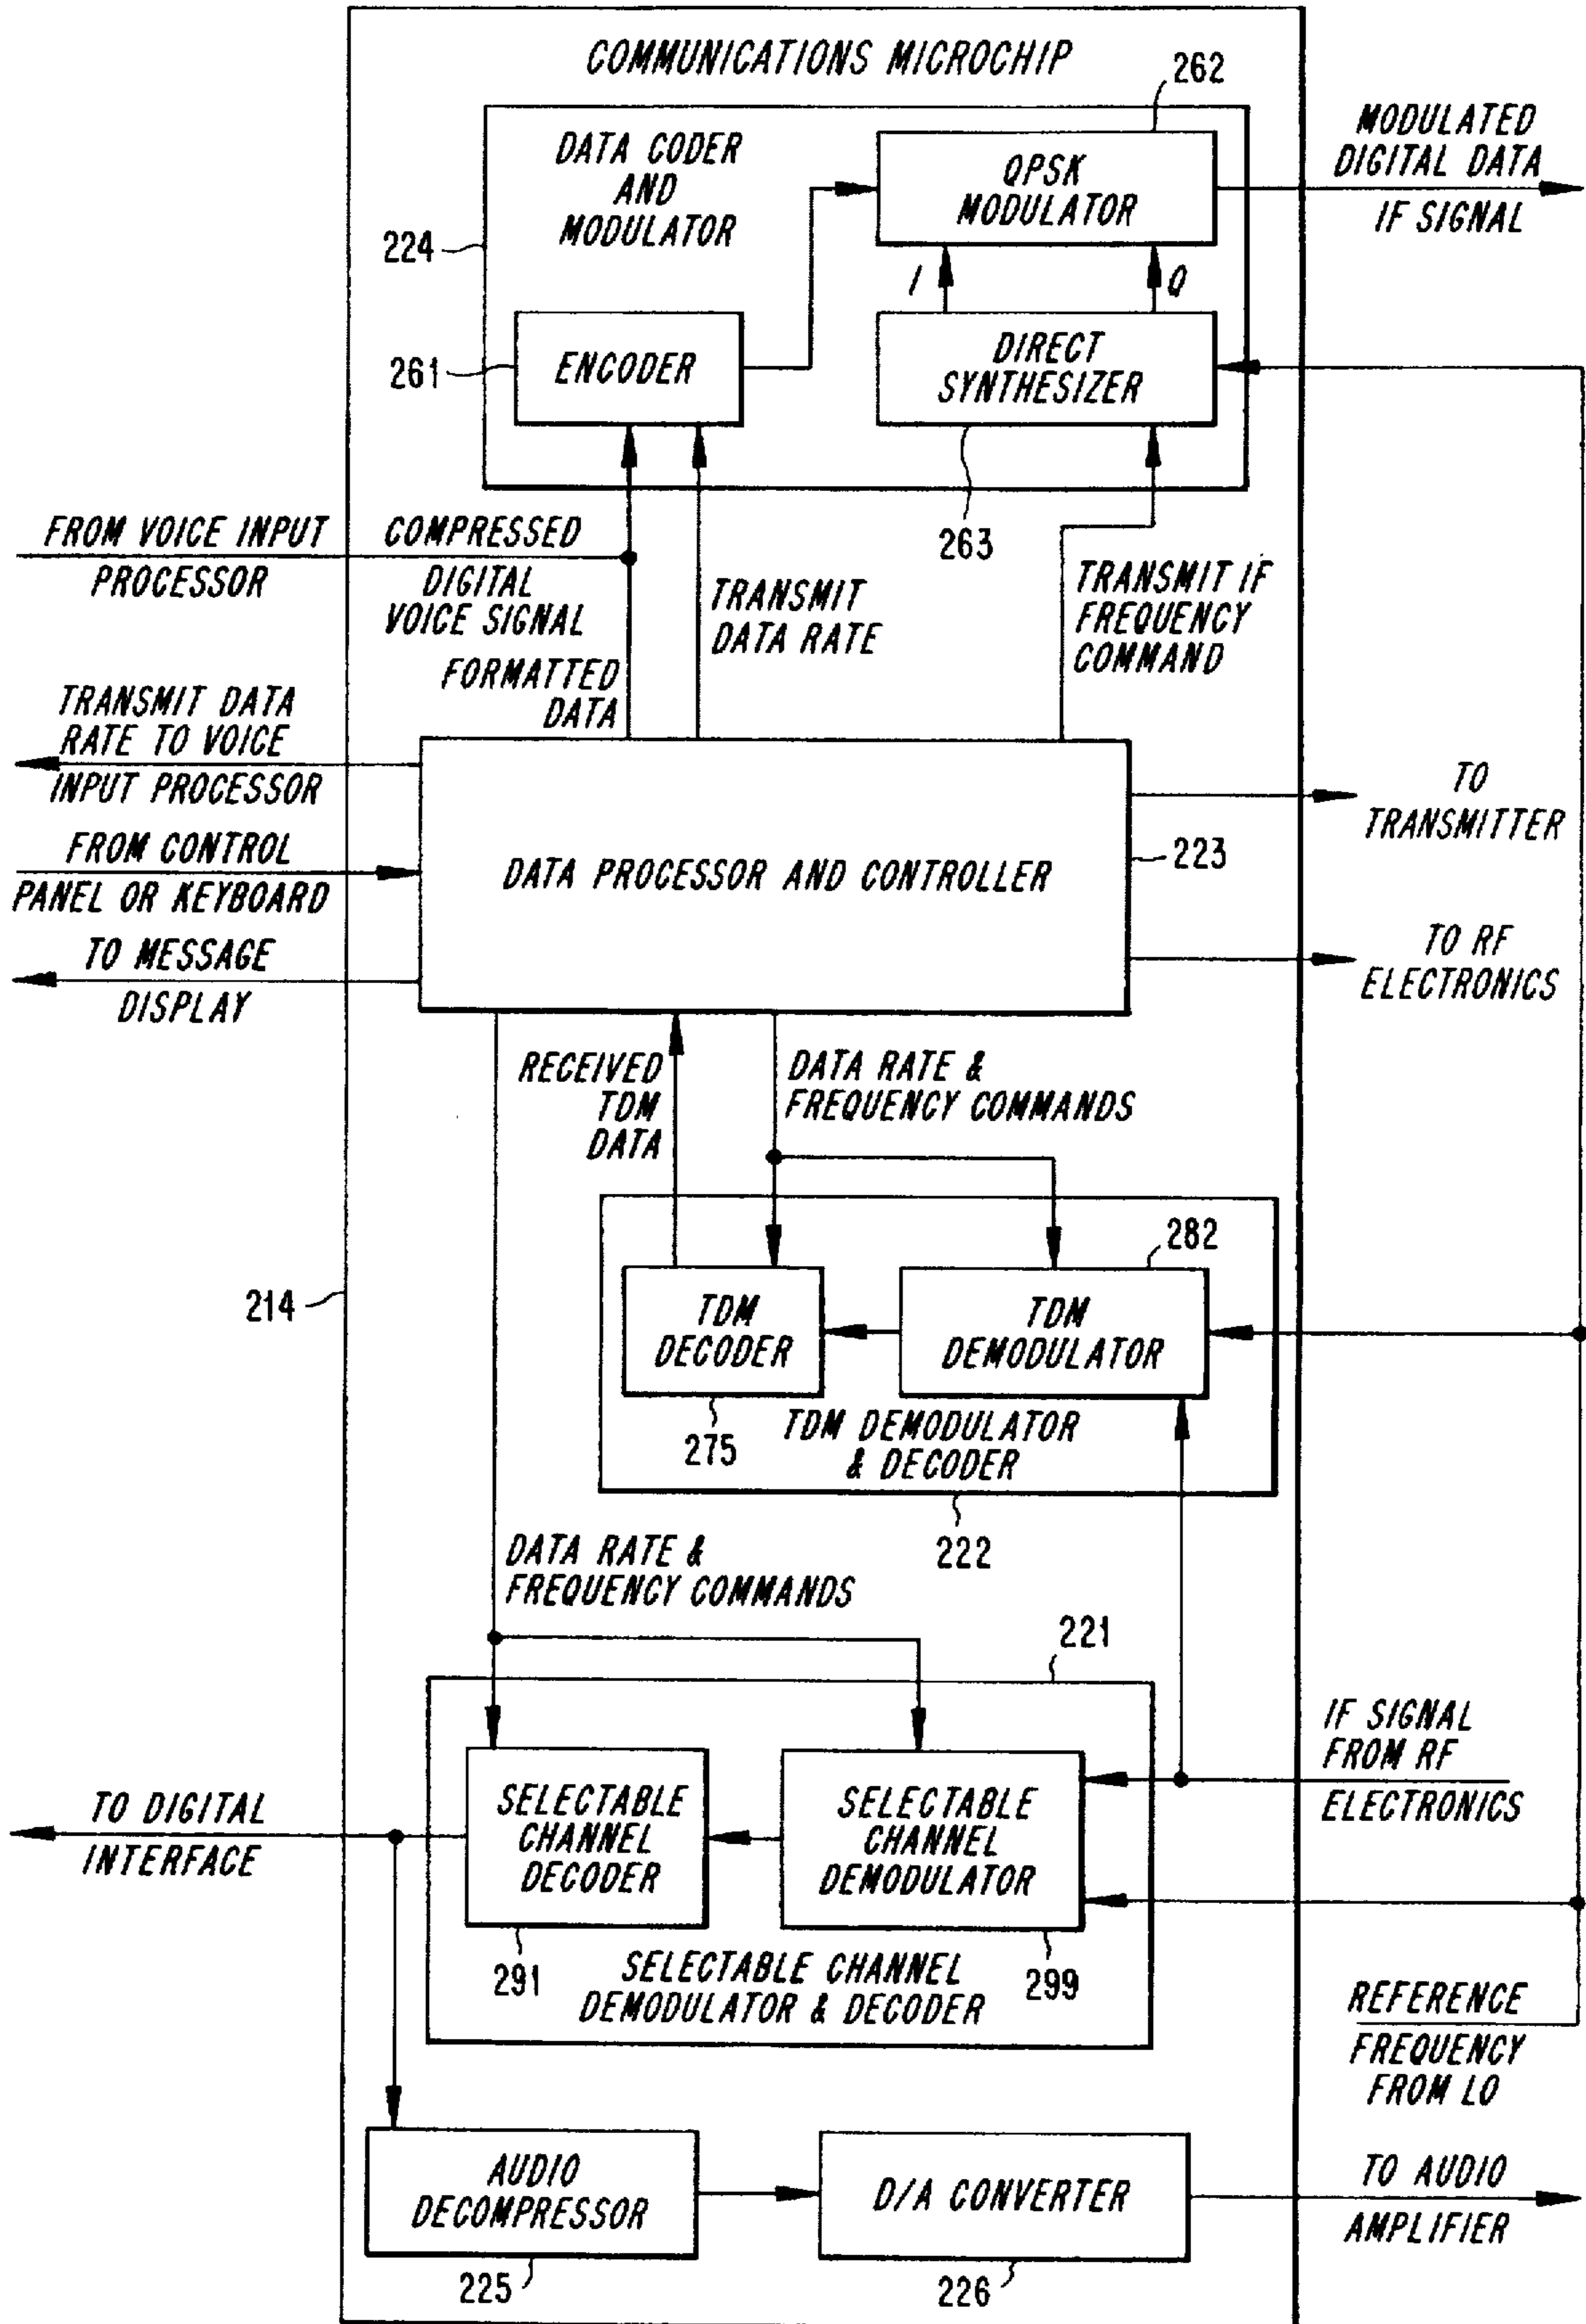 COMMUNICATIONS MICROCHIP
262
DATA CODER
AND
MODULATOR
QPSK
MODULATOR
MODULATED
DIGITAL DATA
IF SIGNAL
224
I
Q
261
ENCODER
DIRECT
SYNTHESIZER
263
FROM VOICE INPUT
PROCESSOR
COMPRESSED
DIGITAL
VOICE SIGNAL
FORMATTED
DATA
TRANSMIT
DATA RATE
TRANSMIT IF
FREQUENCY
COMMAND
TRANSMIT DATA
RATE TO VOICE
INPUT PROCESSOR
FROM CONTROL
PANEL OR KEYBOARD
TO MESSAGE
DISPLAY
DATA PROCESSOR AND CONTROLLER
223
TO
TRANSMITTER
TO RF
ELECTRONICS
RECEIVED
TDM
DATA
DATA RATE &
FREQUENCY COMMANDS
282
214
TDM
DECODER
TDM
DEMODULATOR
275
TDM DEMODULATOR
& DECODER
222
DATA RATE &
FREQUENCY COMMANDS
221
IF SIGNAL
FROM RF
ELECTRONICS
TO DIGITAL
INTERFACE
SELECTABLE
CHANNEL
DECODER
SELECTABLE
CHANNEL
DEMODULATOR
291
299
SELECTABLE CHANNEL
DEMODULATOR & DECODER
REFERENCE
FREQUENCY
FROM LO
AUDIO
DECOMPRESSOR
D/A CONVERTER
TO AUDIO
AMPLIFIER
225
226